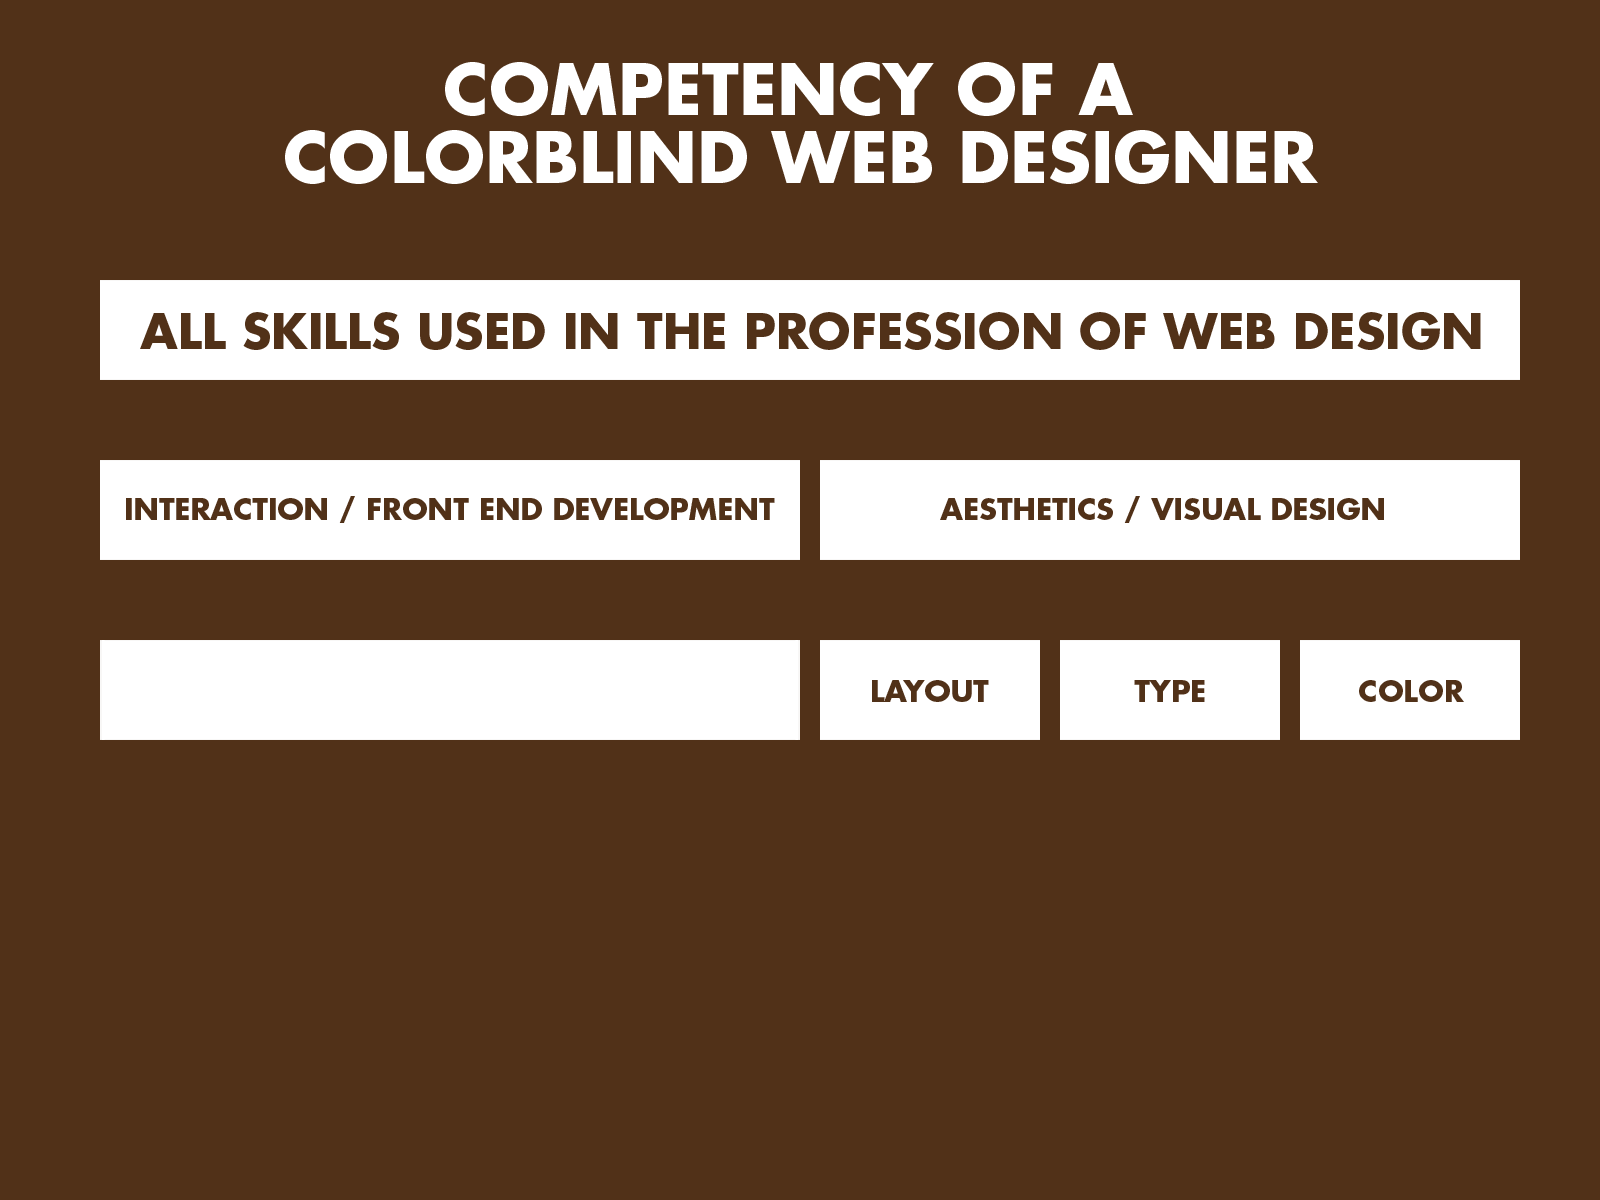 COMPETENCY OF A
COLORBLIND WEB DESIGNER
ALL SKILLS USED IN THE PROFESSION OF WEB DESIGN
INTERACTION / FRONT END DEVELOPMENT
AESTHETICS / VISUAL DESIGN
LAYOUT
TYPE
COLOR